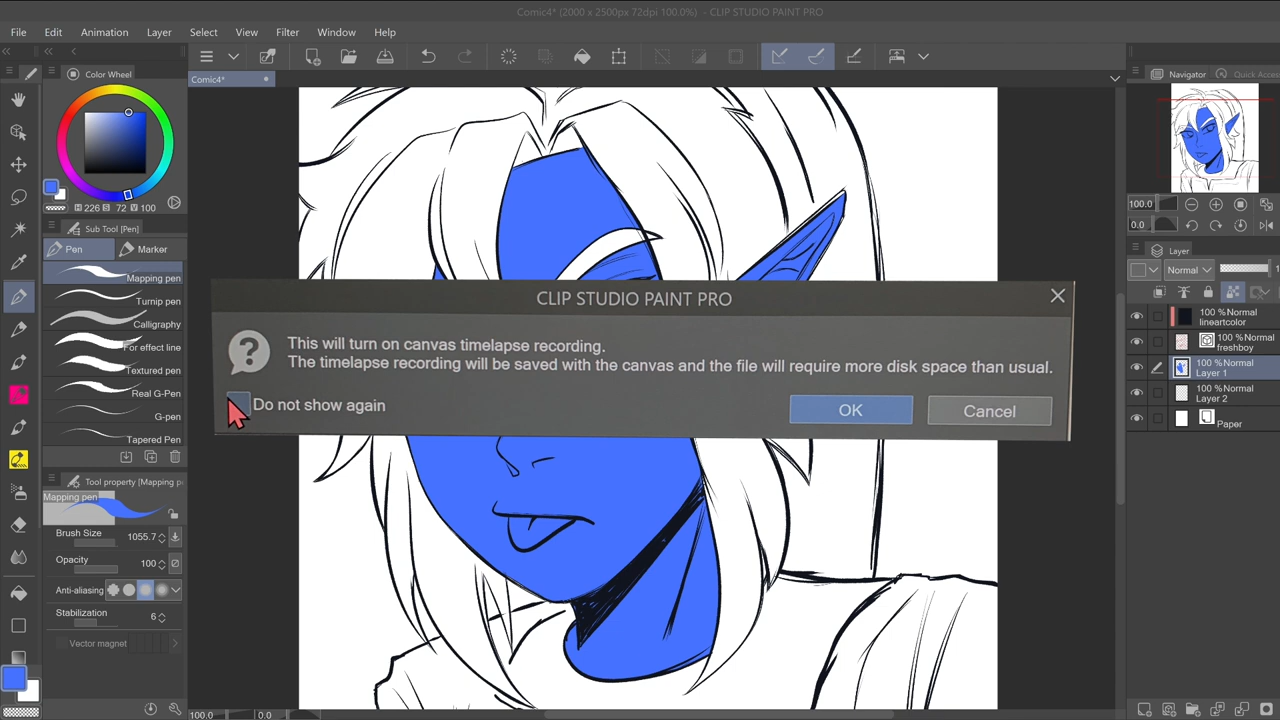 Comic4* (2000 x 2500px 72dpi 100.0%) - CLIP STUDIO PAINT PRO
File Edit Animation Layer Select View Filter Window Help
Color Wheel
Comic4*
Navigator
Quick Access
H 226 S 72 V 100
100.0
0.0
Sub Tool [Pen]
Pen
Marker
Mapping pen
Turnip pen
Calligraphy
For effect line
Textured pen
Real G-Pen
G-pen
Tapered Pen
CLIP STUDIO PAINT PRO
This will turn on canvas timelapse recording.
The timelapse recording will be saved with the canvas and the file will require more disk space than usual.
Do not show again
OK
Cancel
Layer
Normal
100 %Normal
lineartcolor
100 %Normal
freshboy
100 %Normal
Layer 1
100 %Normal
Layer 2
Paper
Tool property [Mapping p
Mapping pen
Brush Size
1055.7
Opacity
100
Anti-aliasing
Stabilization
6
Vector magnet
100.0
0.0